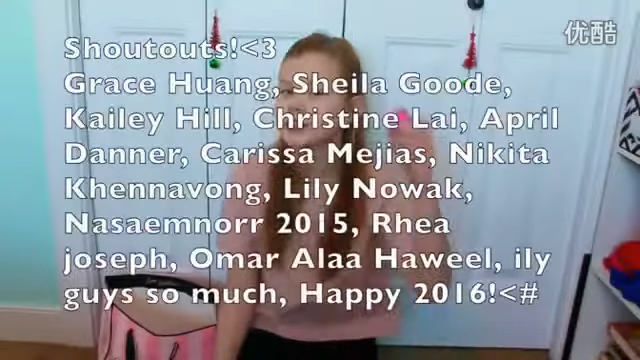 优酷
Shoutouts!<3
Grace Huang, Sheila Goode,
Kailey Hill, Christine Lai, April
Danner, Carissa Mejias, Nikita
Khennavong, Lily Nowak,
Nasaemnorr 2015, Rhea
joseph, Omar Alaa Haweel, ily
guys so much, Happy 2016!<#